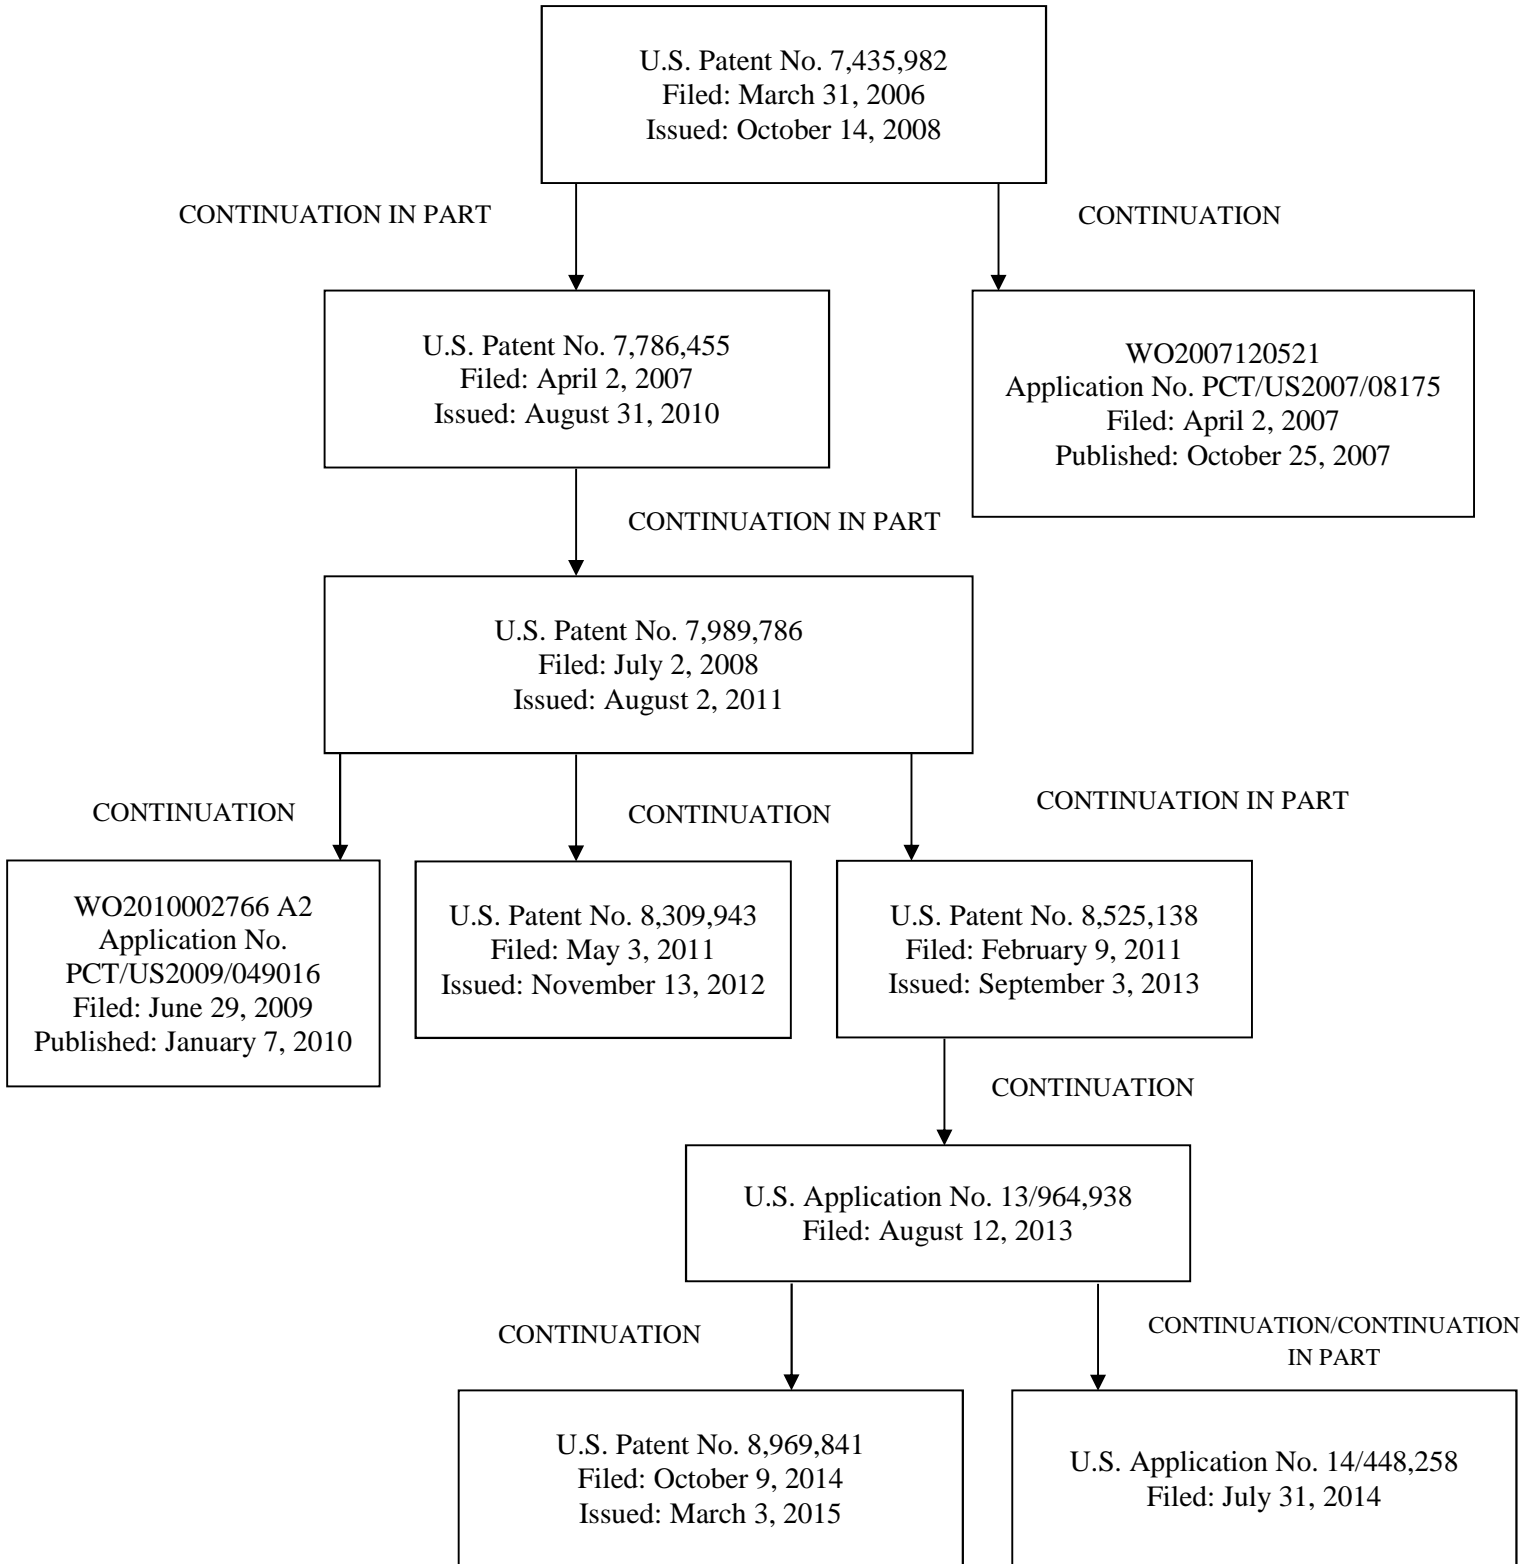 U.S. Patent No. 7,435,982
Filed: March 31, 2006
Issued: October 14, 2008
CONTINUATION IN PART
CONTINUATION
U.S. Patent No. 7,786,455
Filed: April 2, 2007
Issued: August 31, 2010
WO2007120521
Application No. PCT/US2007/08175
Filed: April 2, 2007
Published: October 25, 2007
CONTINUATION IN PART
U.S. Patent No. 7,989,786
Filed: July 2, 2008
Issued: August 2, 2011
CONTINUATION
CONTINUATION
CONTINUATION IN PART
WO2010002766 A2
Application No.
PCT/US2009/049016
Filed: June 29, 2009
Published: January 7, 2010
U.S. Patent No. 8,309,943
Filed: May 3, 2011
Issued: November 13, 2012
U.S. Patent No. 8,525,138
Filed: February 9, 2011
Issued: September 3, 2013
CONTINUATION
U.S. Application No. 13/964,938
Filed: August 12, 2013
CONTINUATION
CONTINUATION/CONTINUATION
IN PART
U.S. Patent No. 8,969,841
Filed: October 9, 2014
Issued: March 3, 2015
U.S. Application No. 14/448,258
Filed: July 31, 2014